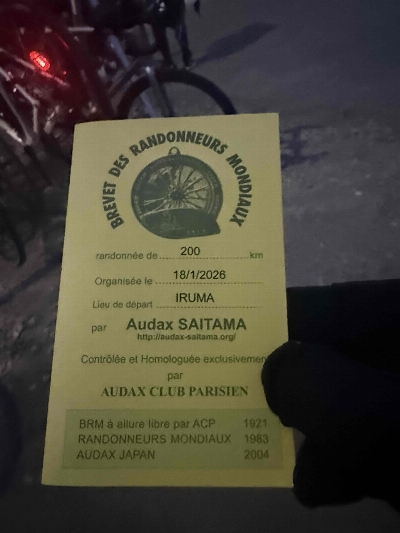 BREVET DES RANDONNEURS MONDIAUX
randonnée de 200 km
Organisée le 18/1/2026
Lieu de départ IRUMA
par Audax SAITAMA
http://audax-saitama.org/
Contrôlée et Homologuée exclusivemen
par
AUDAX CLUB PARISIEN
BRM à allure libre par ACP 1921
RANDONNEURS MONDIAUX 1983
AUDAX JAPAN 2004